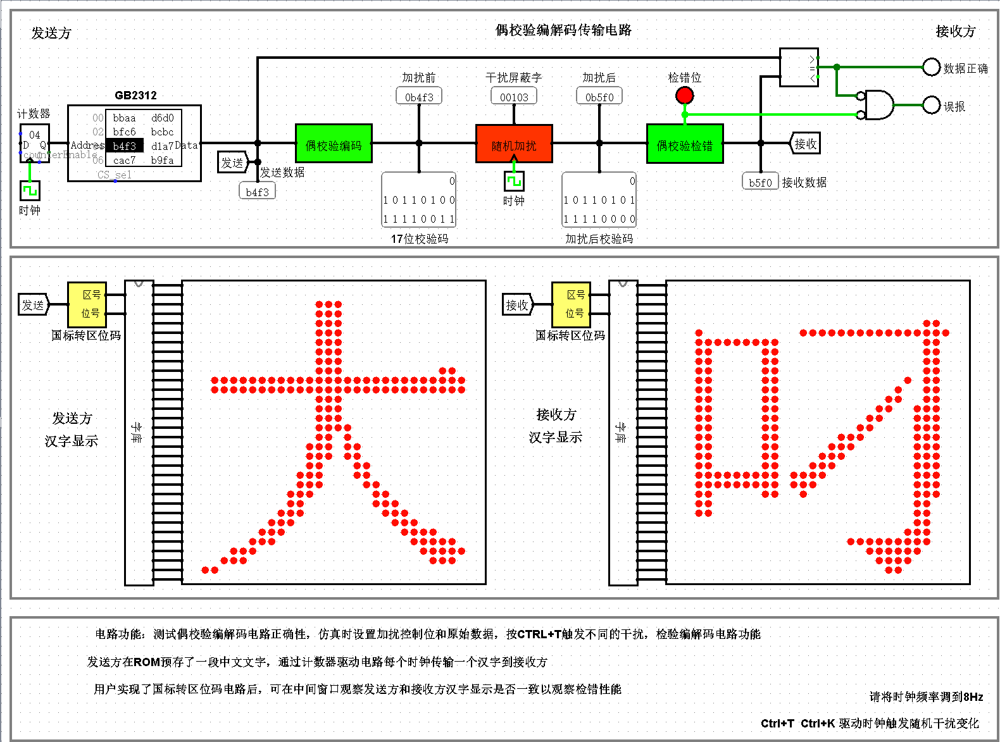 发送方
偶校验编解码传输电路
接收方
加扰前
干扰屏蔽字
加扰后
检错位
数据正确
>
=
<
0b4f3
00103
0b5f0
GB2312
误报
计数器
00 bbaa d6d0
02 bfc6 bcbc
04
D Q
Address b4f3 d1a7 Data
counterEnable
06 cac7 b9fa
CS_sel
偶校验编码
随机加扰
偶校验检错
接收
发送
发送数据
b4f3
时钟
0
1 0 1 1 0 1 0 0
1 1 1 1 0 0 1 1
17位校验码
时钟
0
1 0 1 1 0 1 0 1
1 1 1 1 0 0 0 0
加扰后校验码
b5f0
接收数据
发送
区号
位号
国标转区位码
字库
发送方
汉字显示
大
接收
区号
位号
国标转区位码
字库
接收方
汉字显示
叼
电路功能：测试偶校验编解码电路正确性，仿真时设置加扰控制位和原始数据，按CTRL+T触发不同的干扰，检验编解码电路功能
发送方在ROM预存了一段中文文字，通过计数器驱动电路每个时钟传输一个汉字到接收方
用户实现了国标转区位码电路后，可在中间窗口观察发送方和接收方汉字显示是否一致以观察检错性能
请将时钟频率调到8Hz
Ctrl+T Ctrl+K 驱动时钟触发随机干扰变化